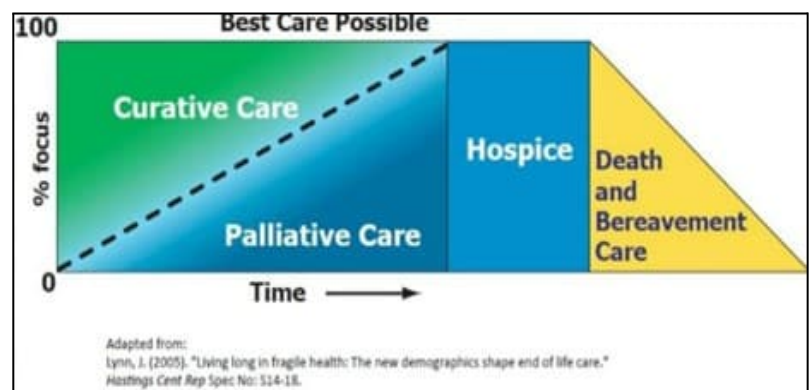 Best Care Possible
100
Curative Care
% focus
Hospice
Death
and
Bereavement
Care
Palliative Care
0
Time
Adapted from:
Lynn, J. (2005). "Living long in fragile health: The new demographics shape end of life care."
Hastings Cent Rep Spec No: S14-18.